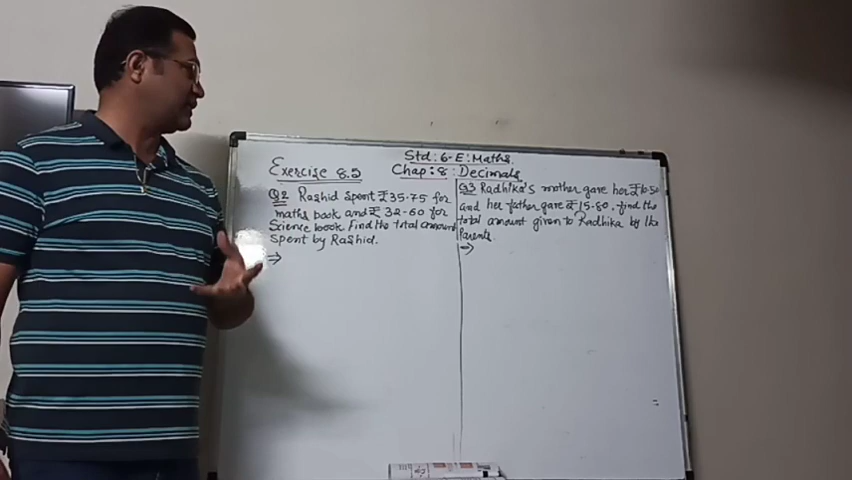 Std: 6-E: Maths.
Exercise 8.5
Chap: 8: Decimals
Q2 Rashid spent ₹35.75 for
maths book and ₹ 32.60 for
Science book. Find the total amount
spent by Rashid.
⇒
Q3 Radhika's mother gave her ₹10.50
and her father gave ₹15.80. find the
total amount given to Radhika by the
Parents.
⇒